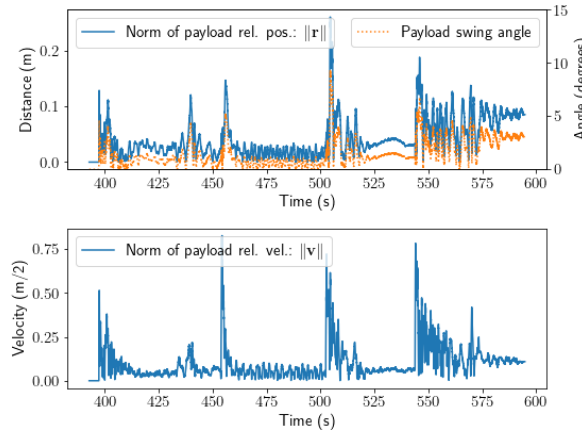 Norm of payload rel. pos.: ‖r‖
Payload swing angle
Distance (m)
0.2
0.1
0.0
15
10
5
0
Angle (degrees)
400 425 450 475 500 525 550 575 600
Time (s)
Norm of payload rel. vel.: ‖v‖
Velocity (m/2)
0.75
0.50
0.25
0.00
400 425 450 475 500 525 550 575 600
Time (s)